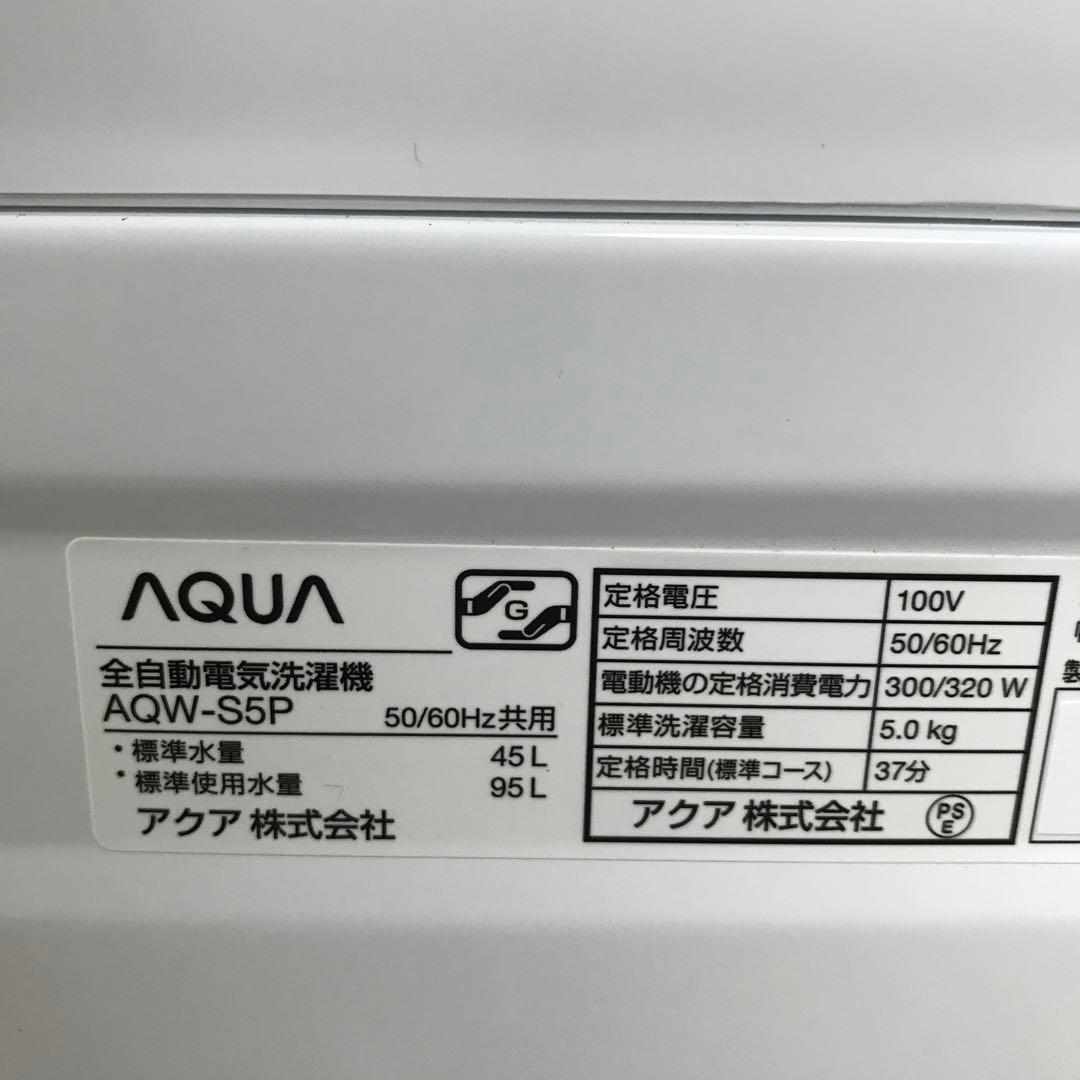 AQUA
G
全自動電気洗濯機
AQW-S5P 50/60Hz共用
・標準水量 45L
・標準使用水量 95L
アクア株式会社
定格電圧 100V
定格周波数 50/60Hz
電動機の定格消費電力 300/320 W
標準洗濯容量 5.0 kg
定格時間(標準コース) 37分
アクア株式会社 PSE
製